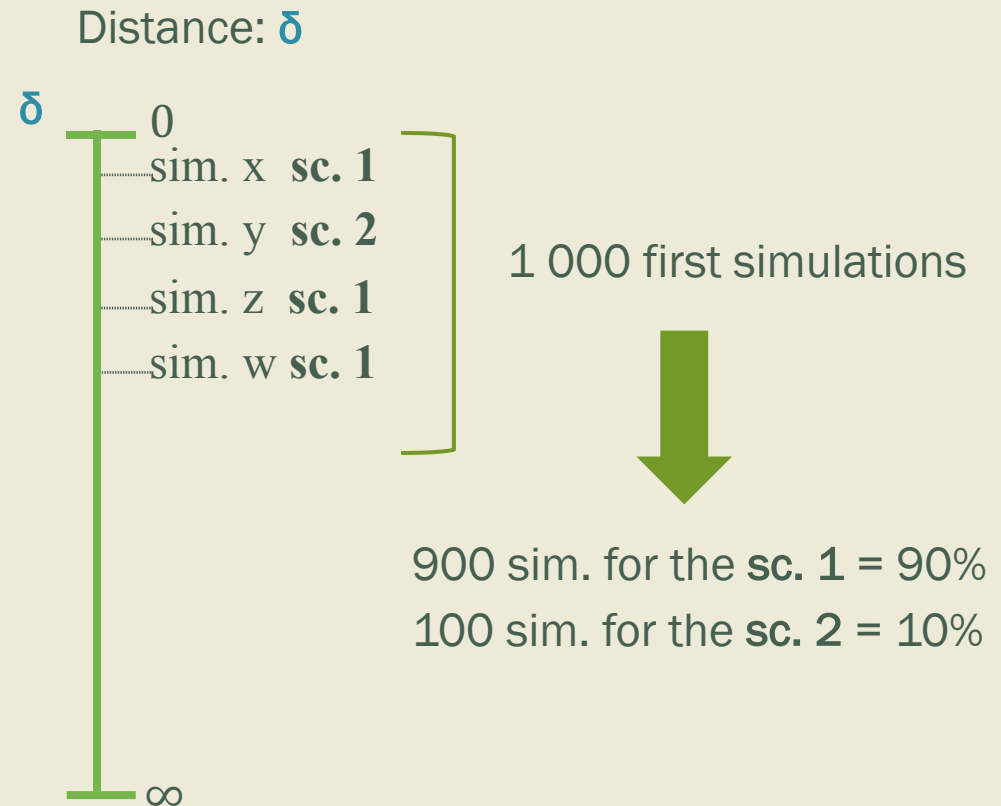 Distance: δ
δ
0
sim. x sc. 1
sim. y sc. 2
sim. z sc. 1
sim. w sc. 1
1 000 first simulations
900 sim. for the sc. 1 = 90%
100 sim. for the sc. 2 = 10%
∞